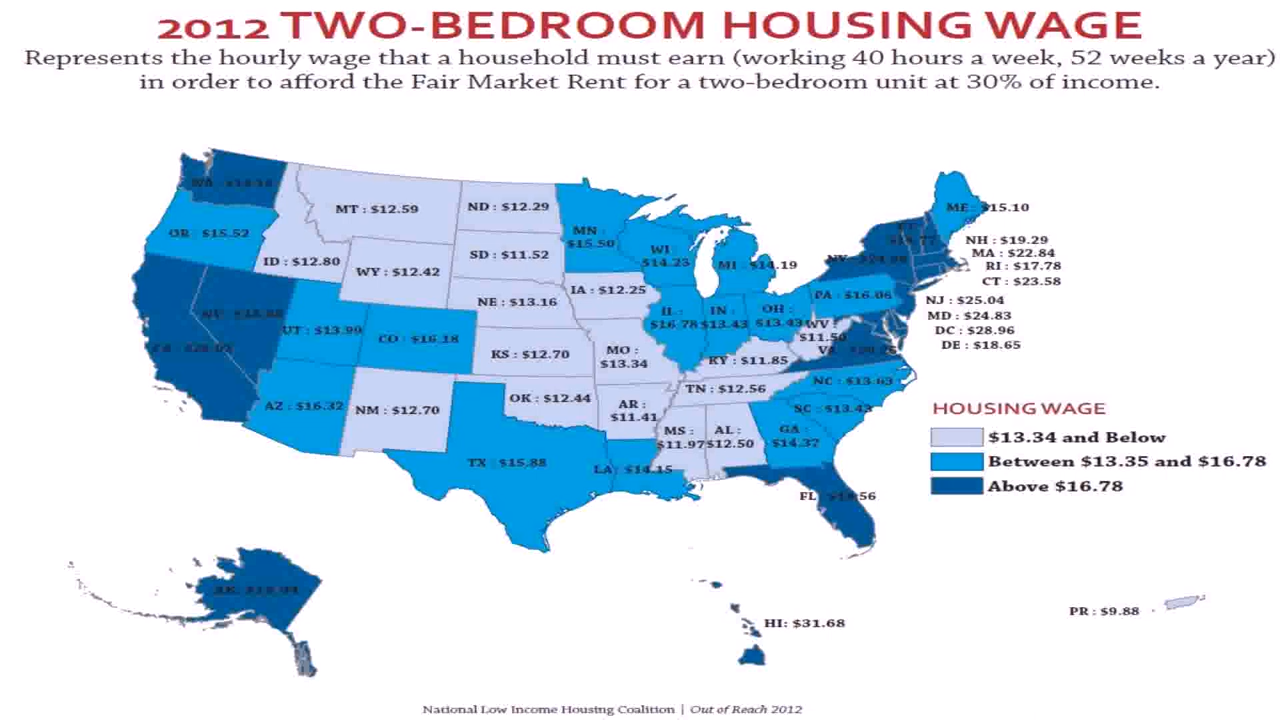 2012 TWO-BEDROOM HOUSING WAGE
Represents the hourly wage that a household must earn (working 40 hours a week, 52 weeks a year)
in order to afford the Fair Market Rent for a two-bedroom unit at 30% of income.
MT : $12.59
ND : $12.29
MN :
$15.50
ME : $15.10
OR : $15.52
ID : $12.80
WY : $12.42
SD : $11.52
WI :
$14.23
MI : $14.19
NH : $19.29
MA : $22.84
RI : $17.78
CT : $23.58
NE : $13.16
IA : $12.25
PA : $16.06
NJ : $25.04
MD : $24.83
DC : $28.96
DE : $18.65
UT : $13.99
CO : $16.18
KS : $12.70
MO :
$13.34
IL :
$16.78
IN :
$13.43
OH :
$13.43
WV :
$11.50
VA
KY : $11.85
AZ : $16.32
NM : $12.70
OK : $12.44
AR :
$11.41
TN : $12.56
NC : $13.63
SC : $13.43
MS :
$11.97
AL :
$12.50
GA :
$14.37
TX : $15.88
LA : $14.15
FL
HI: $31.68
PR : $9.88
HOUSING WAGE
$13.34 and Below
Between $13.35 and $16.78
Above $16.78
National Low Income Housing Coalition | Out of Reach 2012